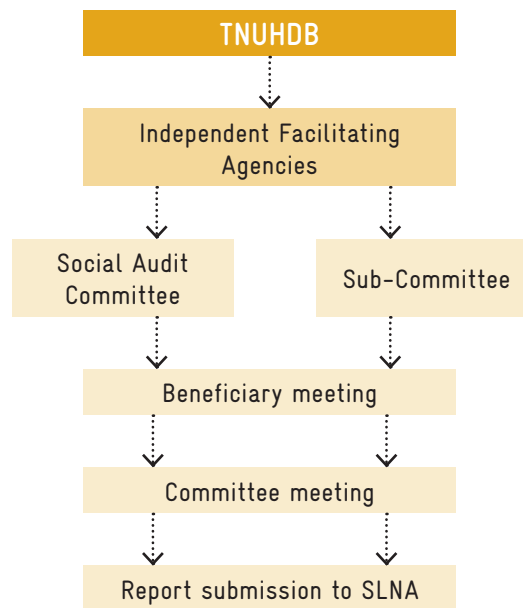 TNUHDB
Independent Facilitating
Agencies
Social Audit
Committee
Sub-Committee
Beneficiary meeting
Committee meeting
Report submission to SLNA